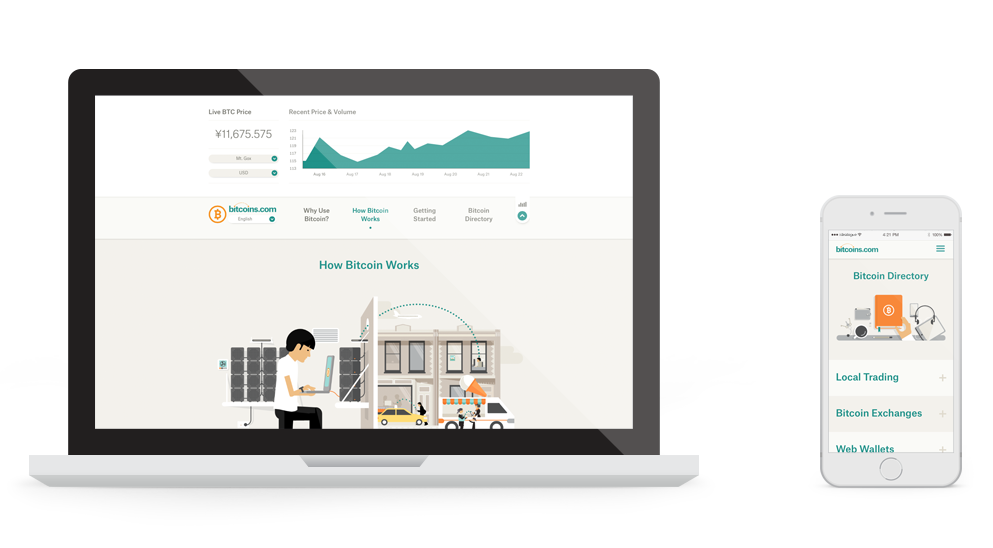 Live BTC Price
Recent Price & Volume
¥11,675.575
Mt. Gox
USD
Aug 16
Aug 17
Aug 18
Aug 19
Aug 20
Aug 21
Aug 22
bitcoins.com
English
Why Use
Bitcoin?
How Bitcoin
Works
Getting
Started
Bitcoin
Directory
How Bitcoin Works
4:21 PM
100%
bitcoins.com
Bitcoin Directory
Local Trading
Bitcoin Exchanges
Web Wallets